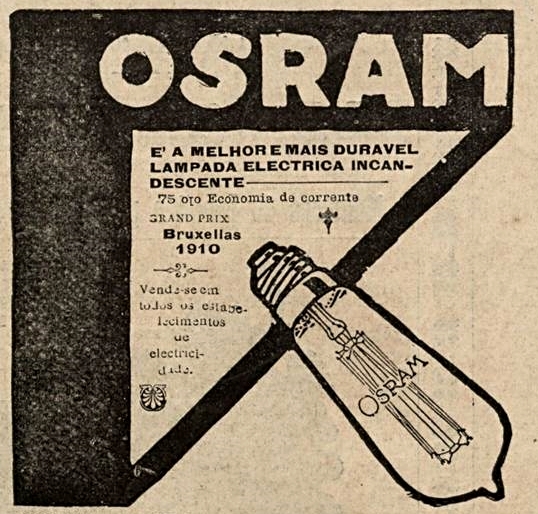 OSRAM
E' A MELHOR E MAIS DURAVEL
LAMPADA ELECTRICA INCAN-
DESCENTE
75 o|o Economia de corrente
GRAND PRIX
Bruxellas
1910
Vende-se em
todos os estabe-
lecimentos
de
electrici-
dade.
OSRAM